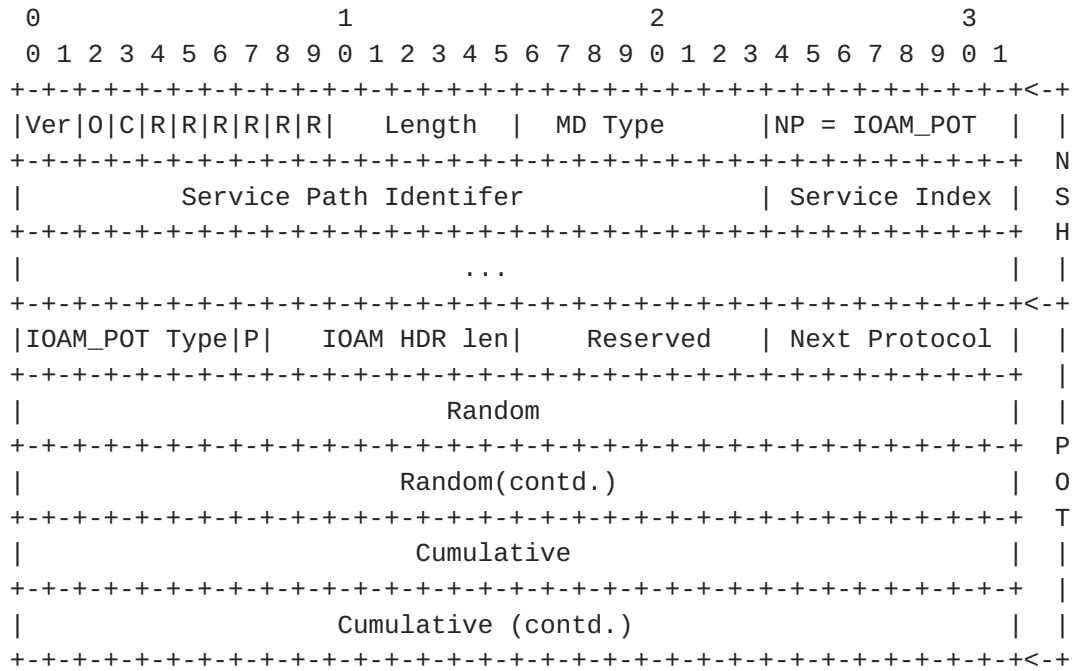 0                   1                   2                   3
 0 1 2 3 4 5 6 7 8 9 0 1 2 3 4 5 6 7 8 9 0 1 2 3 4 5 6 7 8 9 0 1
+-+-+-+-+-+-+-+-+-+-+-+-+-+-+-+-+-+-+-+-+-+-+-+-+-+-+-+-+-+-+-+-+<-+
|Ver|O|C|R|R|R|R|R|R|   Length  |  MD Type      |NP = IOAM_POT  |  |
+-+-+-+-+-+-+-+-+-+-+-+-+-+-+-+-+-+-+-+-+-+-+-+-+-+-+-+-+-+-+-+-+  N
|          Service Path Identifer               | Service Index |  S
+-+-+-+-+-+-+-+-+-+-+-+-+-+-+-+-+-+-+-+-+-+-+-+-+-+-+-+-+-+-+-+-+  H
|                            ...                                |  |
+-+-+-+-+-+-+-+-+-+-+-+-+-+-+-+-+-+-+-+-+-+-+-+-+-+-+-+-+-+-+-+-+<-+
|IOAM_POT Type|P|   IOAM HDR len|    Reserved   | Next Protocol |  |
+-+-+-+-+-+-+-+-+-+-+-+-+-+-+-+-+-+-+-+-+-+-+-+-+-+-+-+-+-+-+-+-+  |
|                           Random                              |  |
+-+-+-+-+-+-+-+-+-+-+-+-+-+-+-+-+-+-+-+-+-+-+-+-+-+-+-+-+-+-+-+-+  P
|                        Random(contd.)                         |  O
+-+-+-+-+-+-+-+-+-+-+-+-+-+-+-+-+-+-+-+-+-+-+-+-+-+-+-+-+-+-+-+-+  T
|                         Cumulative                            |  |
+-+-+-+-+-+-+-+-+-+-+-+-+-+-+-+-+-+-+-+-+-+-+-+-+-+-+-+-+-+-+-+-+  |
|                    Cumulative (contd.)                        |  |
+-+-+-+-+-+-+-+-+-+-+-+-+-+-+-+-+-+-+-+-+-+-+-+-+-+-+-+-+-+-+-+-+<-+